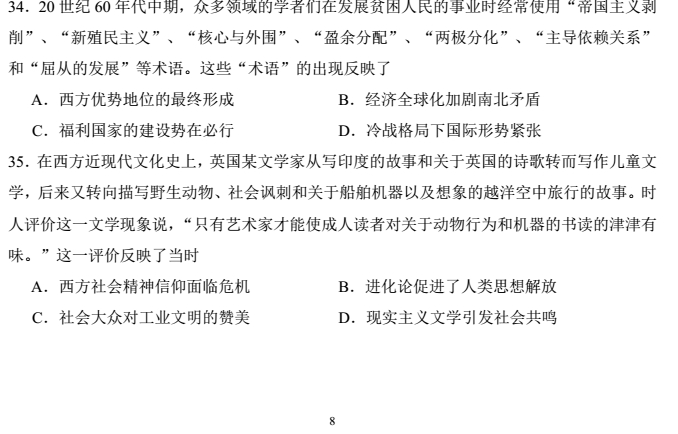 34．20 世纪 60 年代中期，众多领域的学者们在发展贫困人民的事业时经常使用“帝国主义剥
削”、“新殖民主义”、“核心与外围”、“盈余分配”、“两极分化”、“主导依赖关系”
和“屈从的发展”等术语。这些“术语”的出现反映了
A．西方优势地位的最终形成 B．经济全球化加剧南北矛盾
C．福利国家的建设势在必行 D．冷战格局下国际形势紧张
35．在西方近现代文化史上，英国某文学家从写印度的故事和关于英国的诗歌转而写作儿童文
学，后来又转向描写野生动物、社会讽刺和关于船舶机器以及想象的越洋空中旅行的故事。时
人评价这一文学现象说，“只有艺术家才能使成人读者对关于动物行为和机器的书读的津津有
味。”这一评价反映了当时
A．西方社会精神信仰面临危机 B．进化论促进了人类思想解放
C．社会大众对工业文明的赞美 D．现实主义文学引发社会共鸣
8